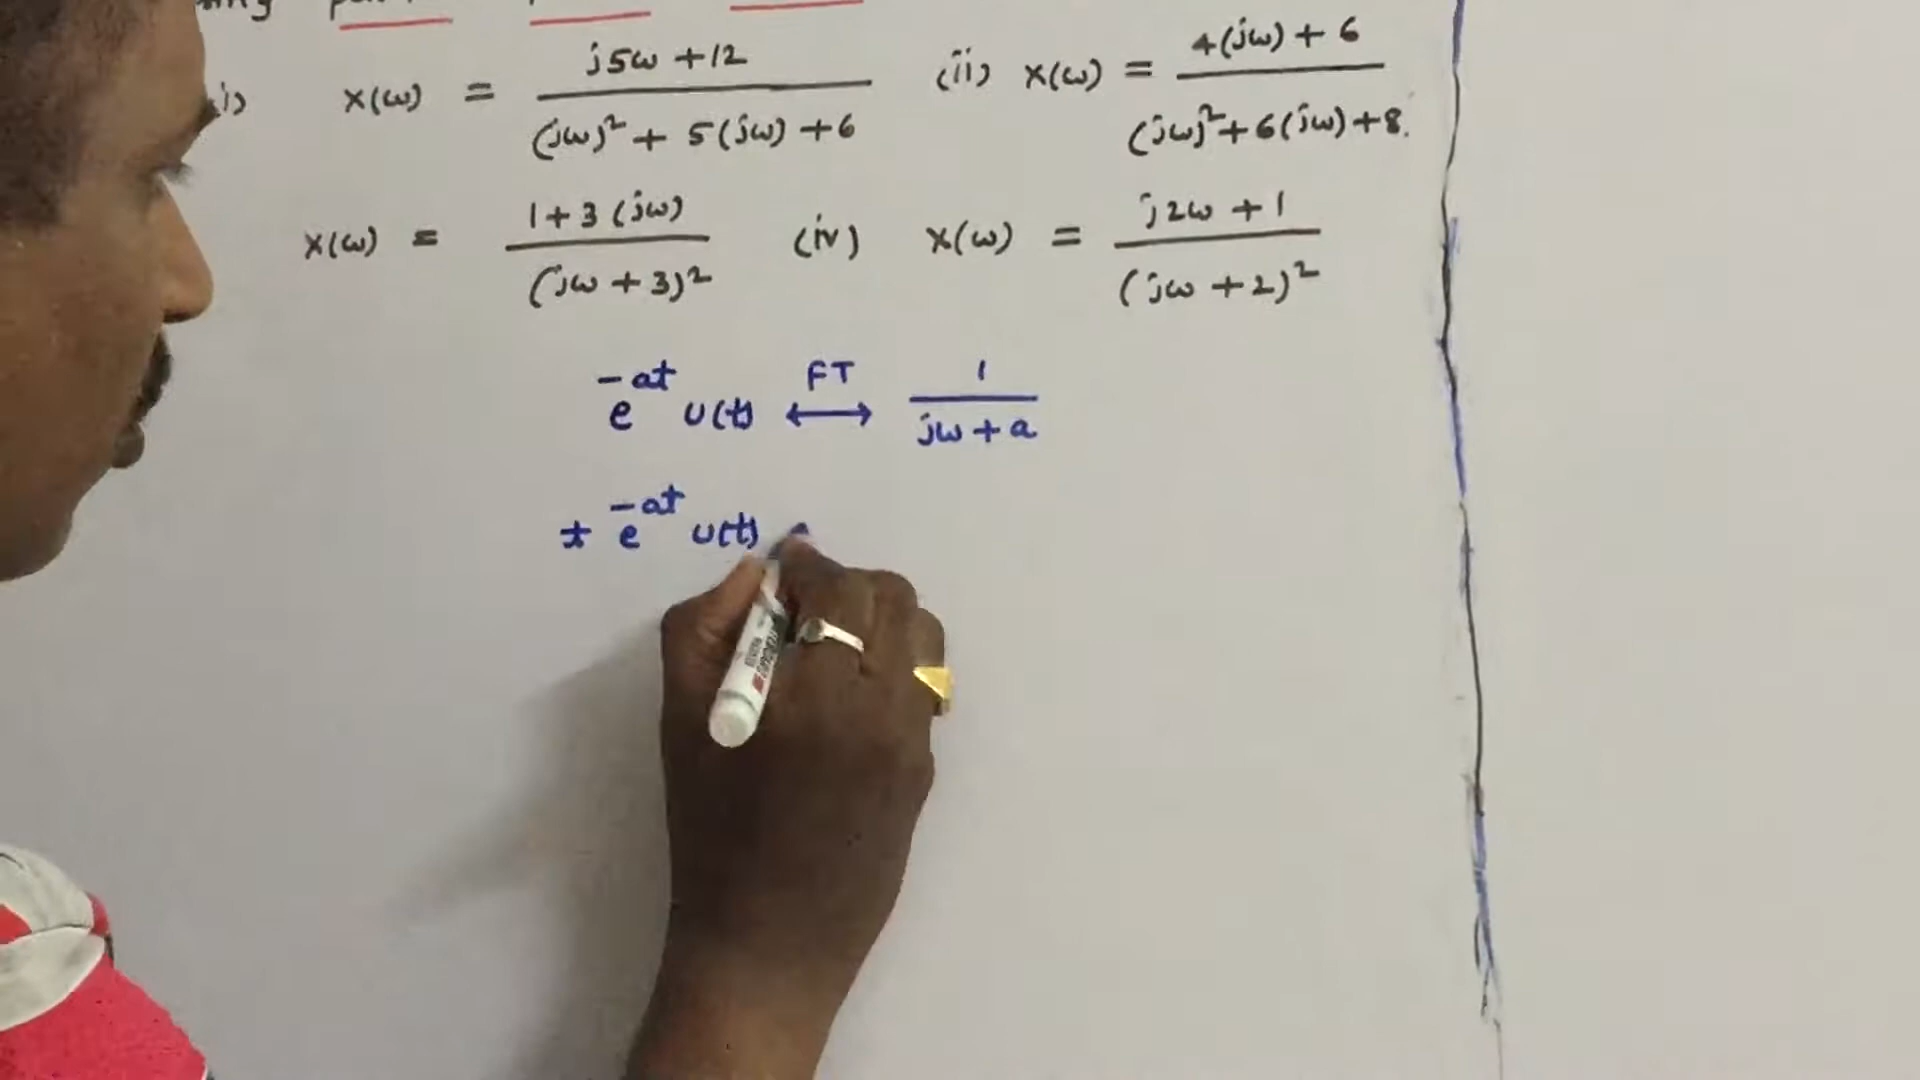 i) X(ω) = j5ω + 12 / (jω)² + 5(jω) + 6 (ii) X(ω) = 4(jω) + 6 / (jω)² + 6(jω) + 8.
X(ω) = 1 + 3(jω) / (jω + 3)² (iv) X(ω) = j2ω + 1 / (jω + 2)²
e^-at u(t) ↔ FT 1 / jω + a
t e^-at u(t)